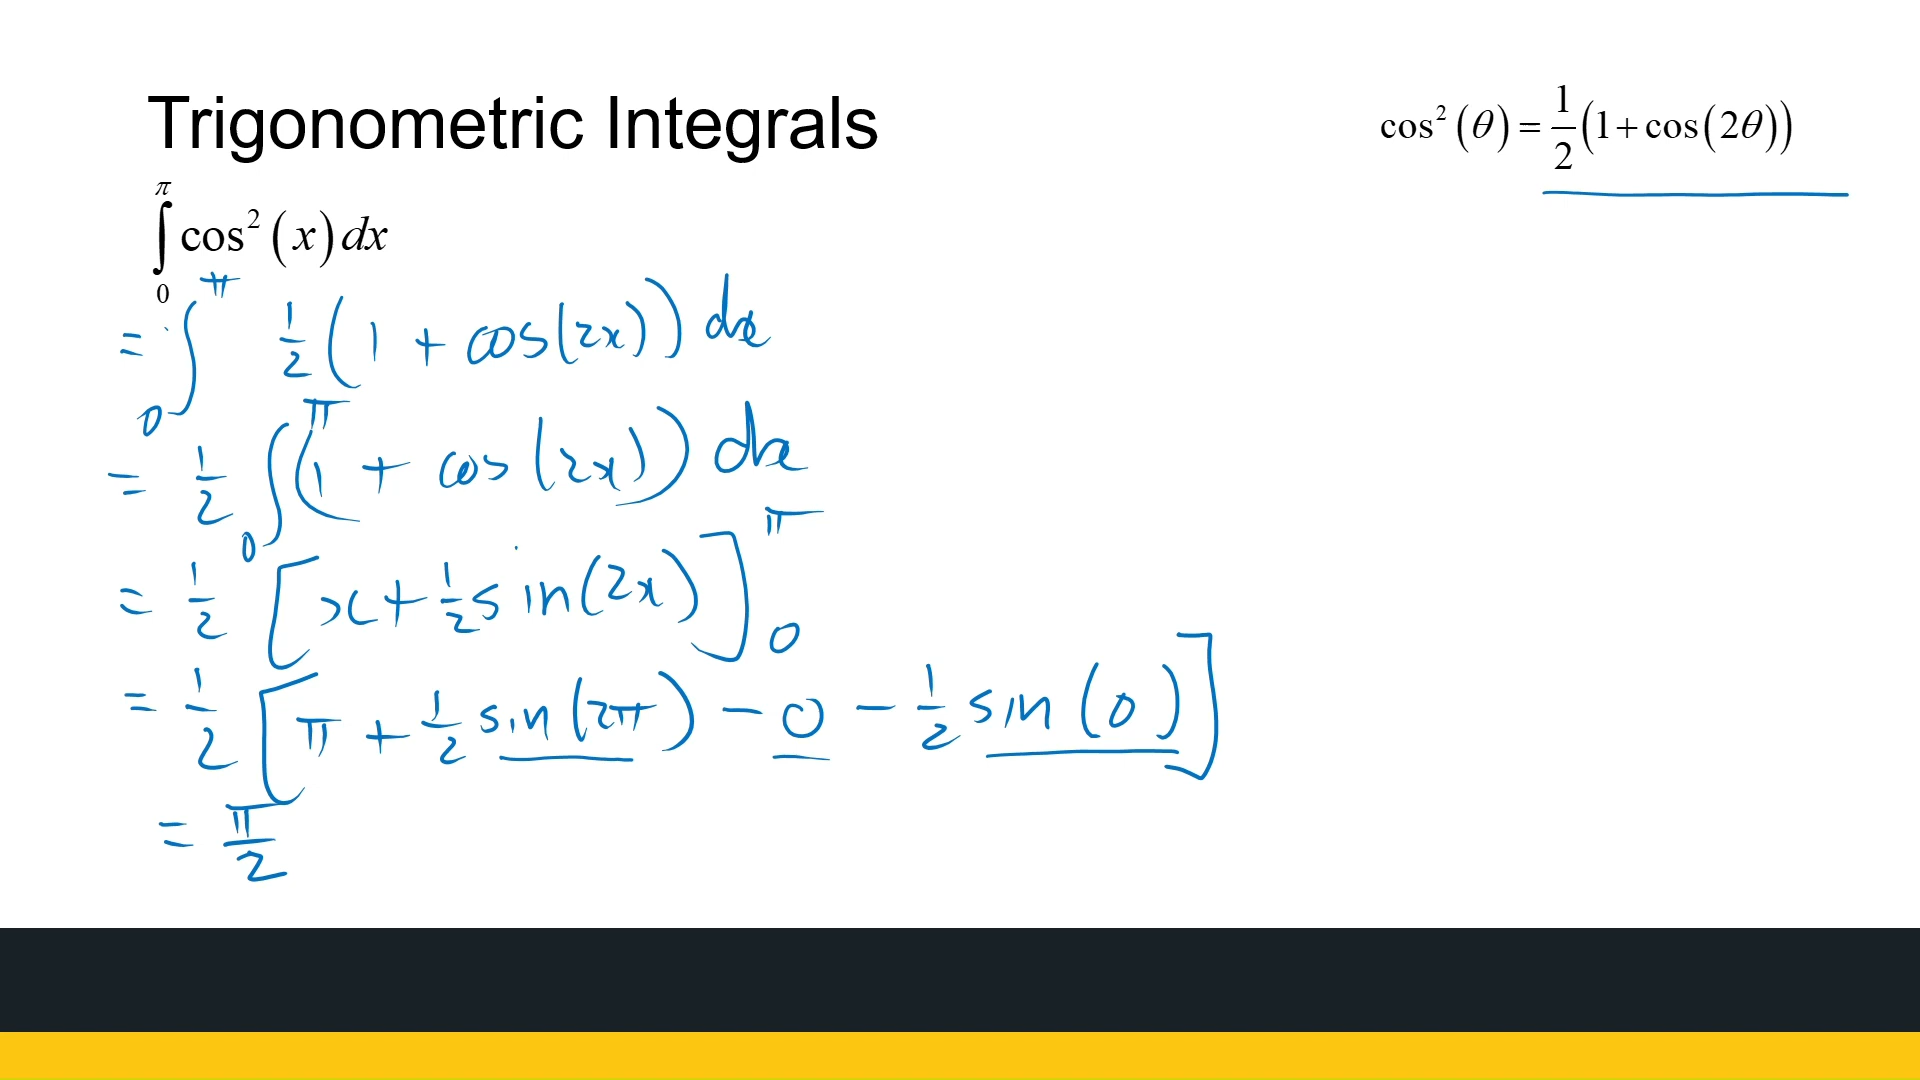 Trigonometric Integrals
cos²(θ) = 1/2 (1 + cos(2θ))
∫₀^π cos²(x) dx
= ∫₀^π 1/2 (1 + cos(2x)) dx
= 1/2 ∫₀^π (1 + cos(2x)) dx
= 1/2 [x + 1/2 sin(2x)]₀^π
= 1/2 [π + 1/2 sin(2π) − 0 − 1/2 sin(0)]
= π/2